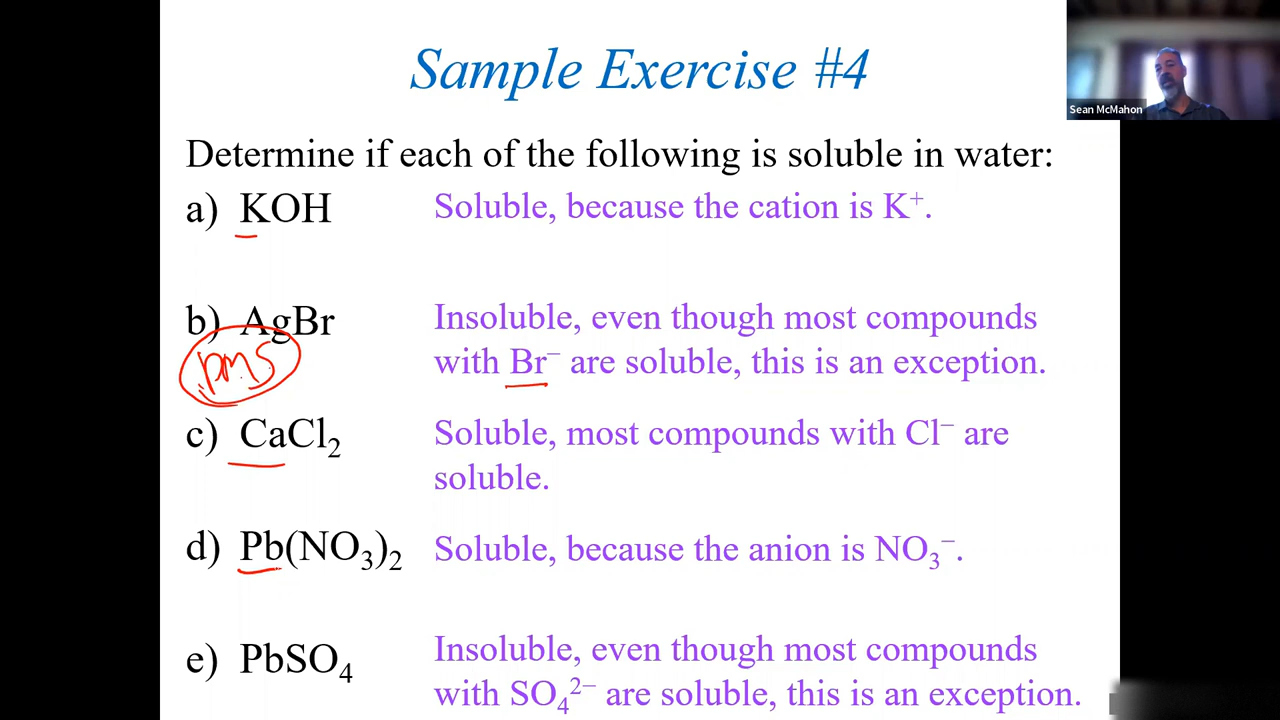 Sample Exercise #4
Sean McMahon
Determine if each of the following is soluble in water:
a) KOH Soluble, because the cation is K⁺.
b) AgBr Insoluble, even though most compounds
with Br⁻ are soluble, this is an exception.
PMS
c) CaCl₂ Soluble, most compounds with Cl⁻ are
soluble.
d) Pb(NO₃)₂ Soluble, because the anion is NO₃⁻.
e) PbSO₄ Insoluble, even though most compounds
with SO₄²⁻ are soluble, this is an exception.